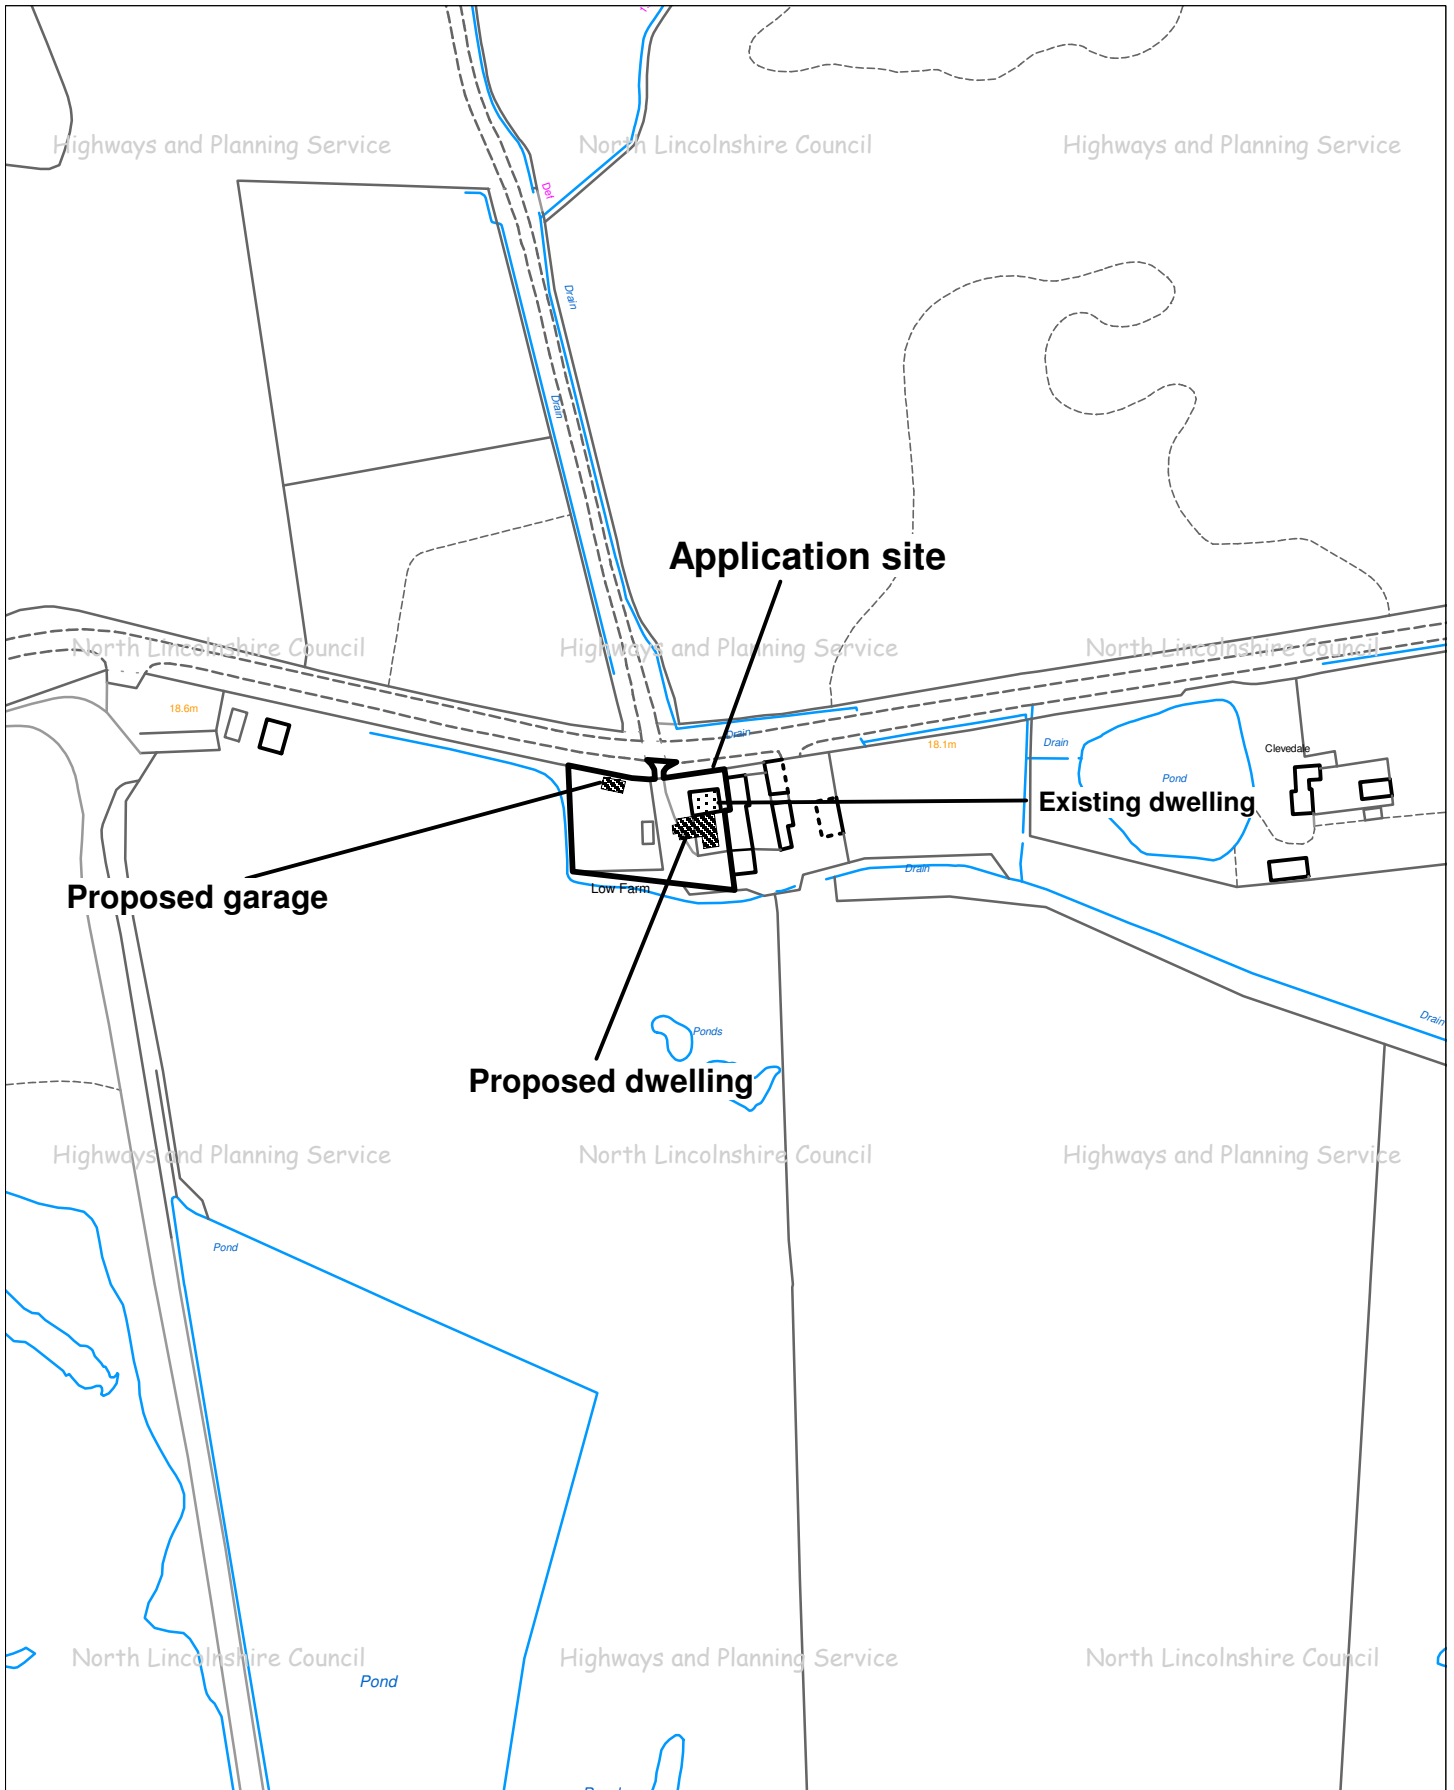 Highways and Planning Service
North Lincolnshire Council
Highways and Planning Service
Def
Drain
Drain
Application site
North Lincolnshire Council
Highways and Planning Service
North Lincolnshire Council
18.6m
Drain
18.1m
Drain
Clevedale
Pond
Existing dwelling
Drain
Low Farm
Proposed garage
Drain
Ponds
Proposed dwelling
Highways and Planning Service
North Lincolnshire Council
Highways and Planning Service
Pond
North Lincolnshire Council
Highways and Planning Service
North Lincolnshire Council
Pond